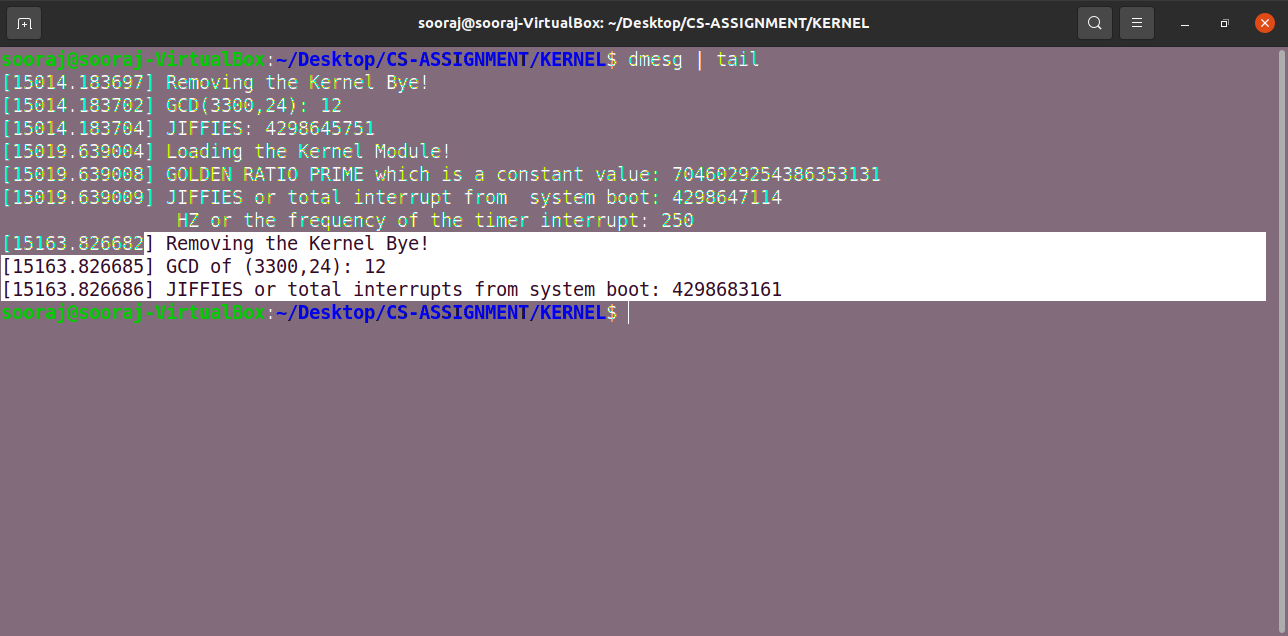 sooraj@sooraj-VirtualBox: ~/Desktop/CS-ASSIGNMENT/KERNEL
sooraj@sooraj-VirtualBox:~/Desktop/CS-ASSIGNMENT/KERNEL$ dmesg | tail
[15014.183697] Removing the Kernel Bye!
[15014.183702] GCD(3300,24): 12
[15014.183704] JIFFIES: 4298645751
[15019.639004] Loading the Kernel Module!
[15019.639008] GOLDEN RATIO PRIME which is a constant value: 7046029254386353131
[15019.639009] JIFFIES or total interrupt from  system boot: 4298647114
                HZ or the frequency of the timer interrupt: 250
[15163.826682] Removing the Kernel Bye!
[15163.826685] GCD of (3300,24): 12
[15163.826686] JIFFIES or total interrupts from system boot: 4298683161
sooraj@sooraj-VirtualBox:~/Desktop/CS-ASSIGNMENT/KERNEL$